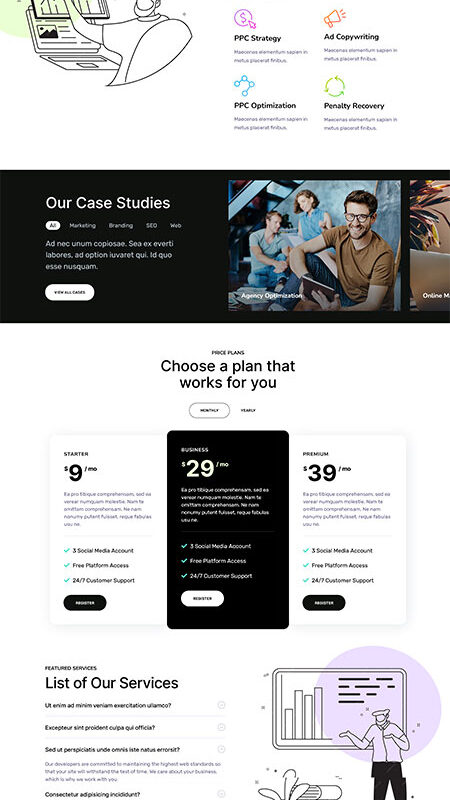 PPC Strategy
Maecenas elementum sapien in
metus placerat finibus.
Ad Copywriting
Maecenas elementum sapien in
metus placerat finibus.
PPC Optimization
Maecenas elementum sapien in
metus placerat finibus.
Penalty Recovery
Maecenas elementum sapien in
metus placerat finibus.
Our Case Studies
All Marketing Branding SEO Web
Ad nec unum copiosae. Sea ex everti
labores, ad option iuvaret qui. Id quo
esse nusquam.
VIEW ALL CASES
Agency Optimization
Online M
PRICE PLANS
Choose a plan that
works for you
MONTHLY YEARLY
STARTER
$9 / mo
Ea pro tibique comprehensam, sed ea
verear numquam molestie. Nam te
omittam comprehensam. Ne nam
nonumy putent fuisset, reque fabulas
usu ne.
3 Social Media Account
Free Platform Access
24/7 Customer Support
REGISTER
BUSINESS
$29 / mo
Ea pro tibique comprehensam, sed ea
verear numquam molestie. Nam te
omittam comprehensam. Ne nam
nonumy putent fuisset, reque fabulas
usu ne.
3 Social Media Account
Free Platform Access
24/7 Customer Support
REGISTER
PREMIUM
$39 / mo
Ea pro tibique comprehensam, sed ea
verear numquam molestie. Nam te
omittam comprehensam. Ne nam
nonumy putent fuisset, reque fabulas
usu ne.
3 Social Media Account
Free Platform Access
24/7 Customer Support
REGISTER
FEATURED SERVICES
List of Our Services
Ut enim ad minim veniam exercitation ullamco?
Excepteur sint proident culpa qui officia?
Sed ut perspiciatis unde omnis iste natus errorsit?
Our developers are committed to maintaining the highest web standards so
that your site will withstand the test of time. We care about your business,
which is why we work with you
Consectetur adipisicing incididunt?